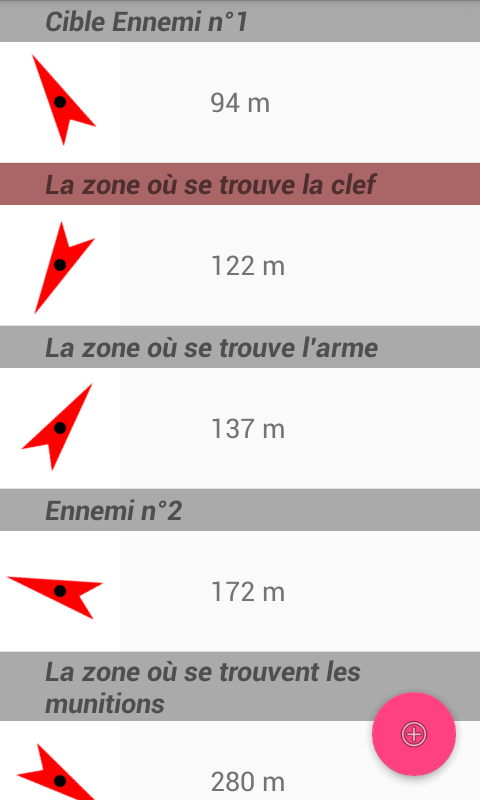 Cible Ennemi n°1
94 m
La zone où se trouve la clef
122 m
La zone où se trouve l'arme
137 m
Ennemi n°2
172 m
La zone où se trouvent les
munitions
280 m